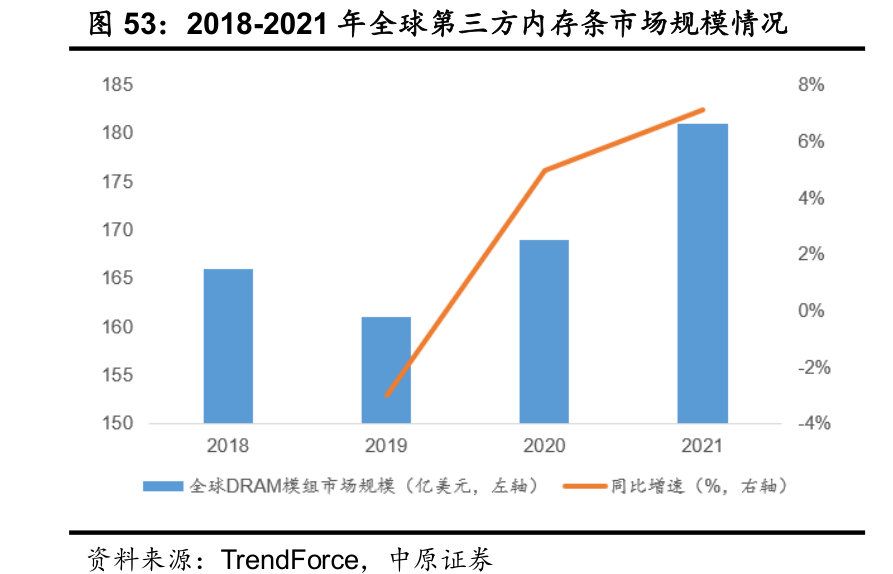 图 53：2018-2021 年全球第三方内存条市场规模情况
185 8%
180 6%
175 4%
170 2%
165 0%
160 -2%
155 -4%
150
2018 2019 2020 2021
全球DRAM模组市场规模（亿美元，左轴） 同比增速（%，右轴）
资料来源：TrendForce，中原证券